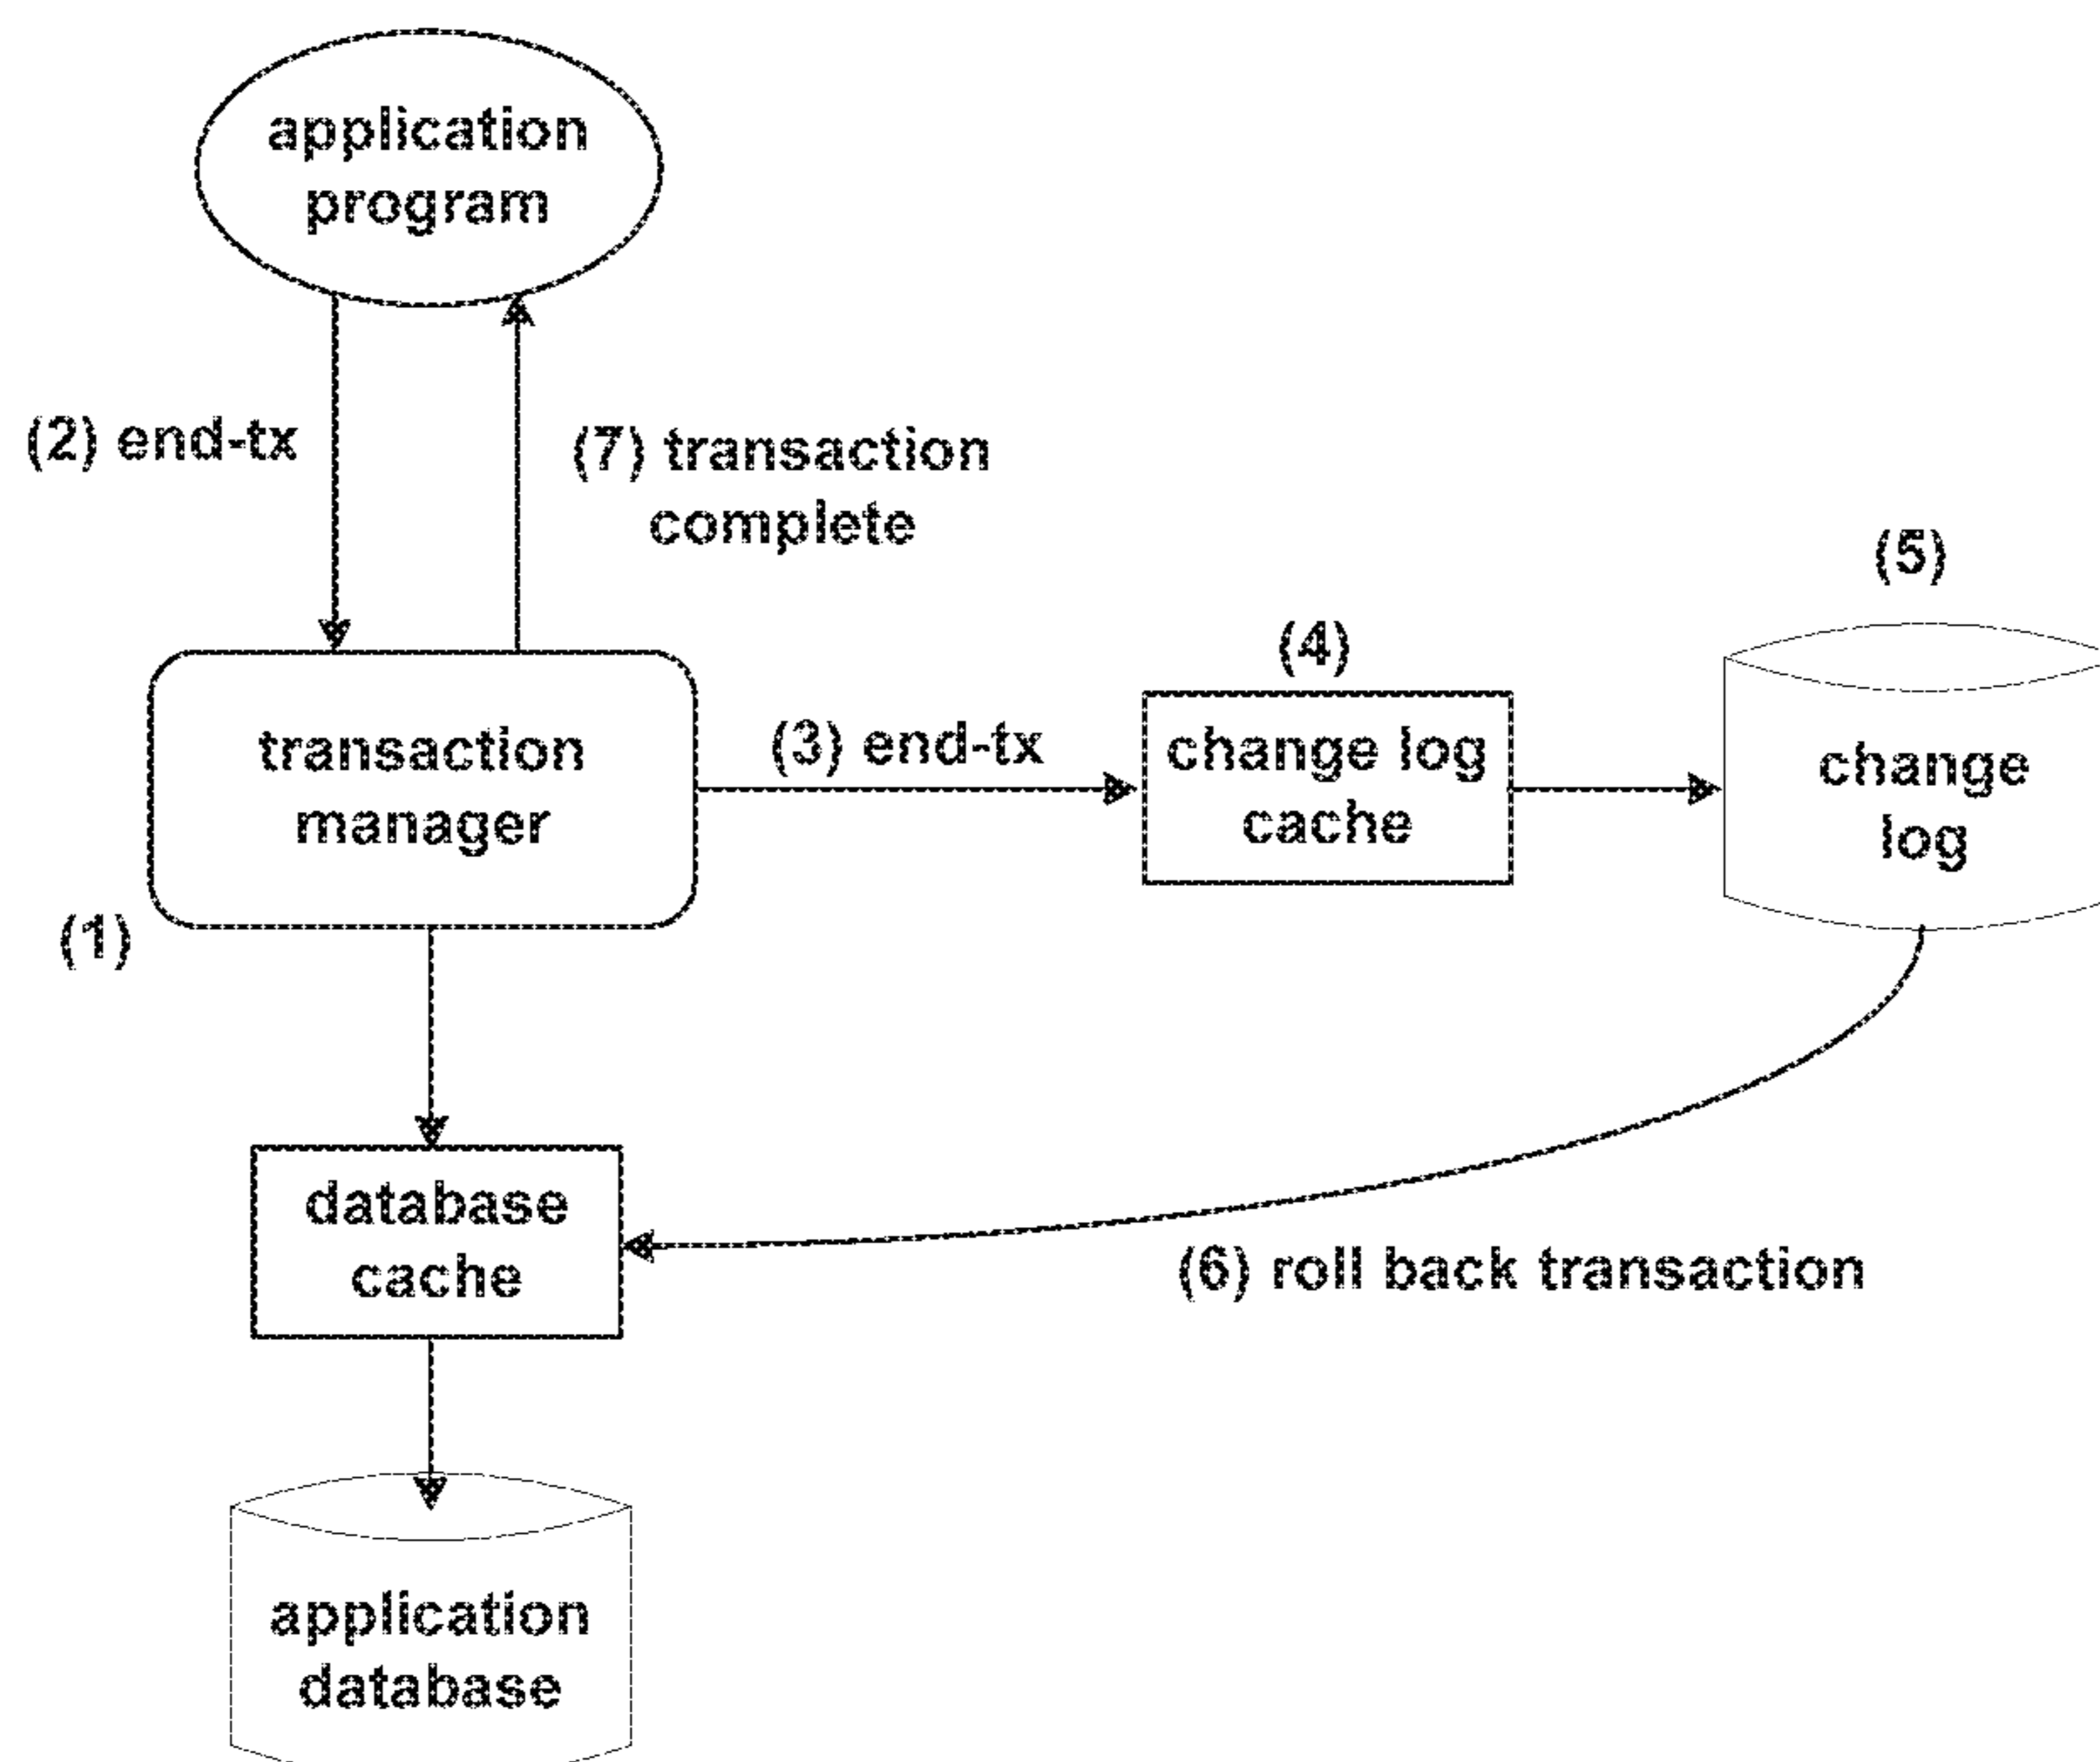 application
program
(2) end-tx
(7) transaction
complete
(5)
(4)
transaction
manager
(3) end-tx
change log
cache
change
log
(1)
database
cache
(6) roll back transaction
application
database